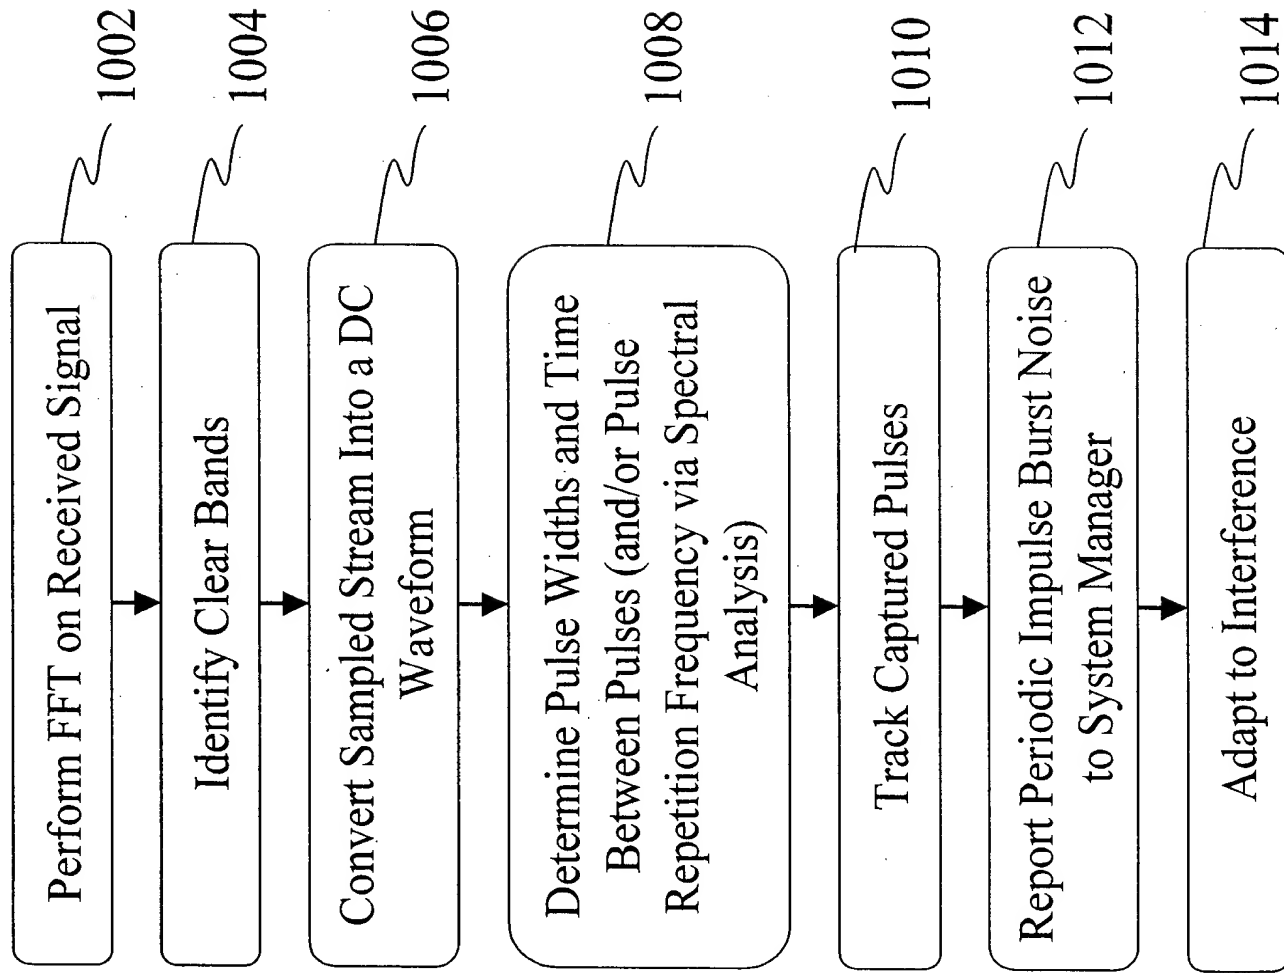 Perform FFT on Received Signal
1002
Identify Clear Bands
1004
Convert Sampled Stream Into a DC
Waveform
1006
Determine Pulse Widths and Time
Between Pulses (and/or Pulse
Repetition Frequency via Spectral
Analysis)
1008
Track Captured Pulses
1010
Report Periodic Impulse Burst Noise
to System Manager
1012
Adapt to Interference
1014